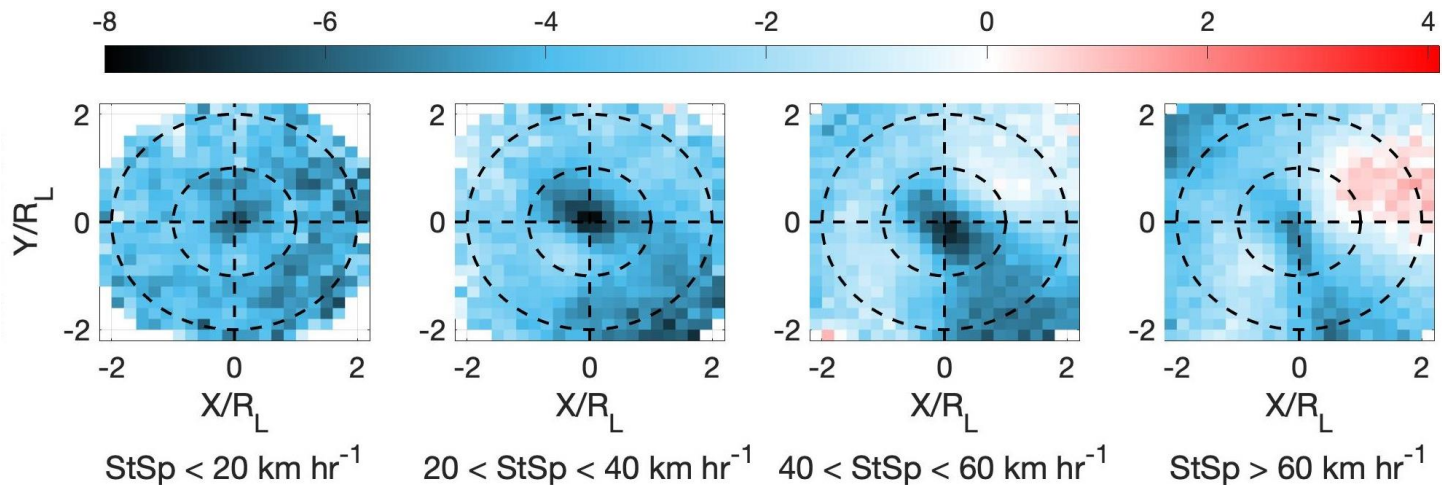 -8 -6 -4 -2 0 2 4
2 2 2 2
Y/R_L 0 0 0 0
-2 -2 -2 -2
-2 0 2 -2 0 2 -2 0 2 -2 0 2
X/R_L X/R_L X/R_L X/R_L
StSp < 20 km hr⁻¹ 20 < StSp < 40 km hr⁻¹ 40 < StSp < 60 km hr⁻¹ StSp > 60 km hr⁻¹